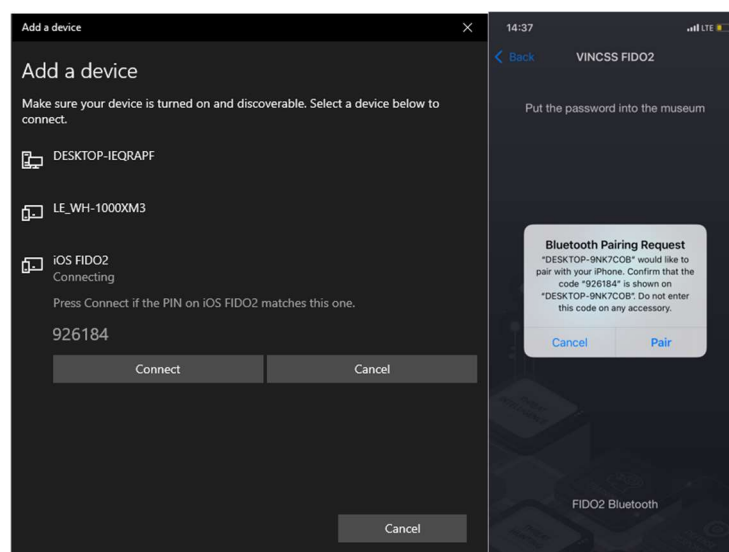 Add a device
Add a device
Make sure your device is turned on and discoverable. Select a device below to
connect.
DESKTOP-IEQRAPF
LE_WH-1000XM3
iOS FIDO2
Connecting
Press Connect if the PIN on iOS FIDO2 matches this one.
926184
Connect
Cancel
Cancel
14:37
LTE
Back
VINCSS FIDO2
Put the password into the museum
Bluetooth Pairing Request
"DESKTOP-9NK7COB" would like to
pair with your iPhone. Confirm that the
code "926184" is shown on
"DESKTOP-9NK7COB". Do not enter
this code on any accessory.
Cancel
Pair
FIDO2 Bluetooth